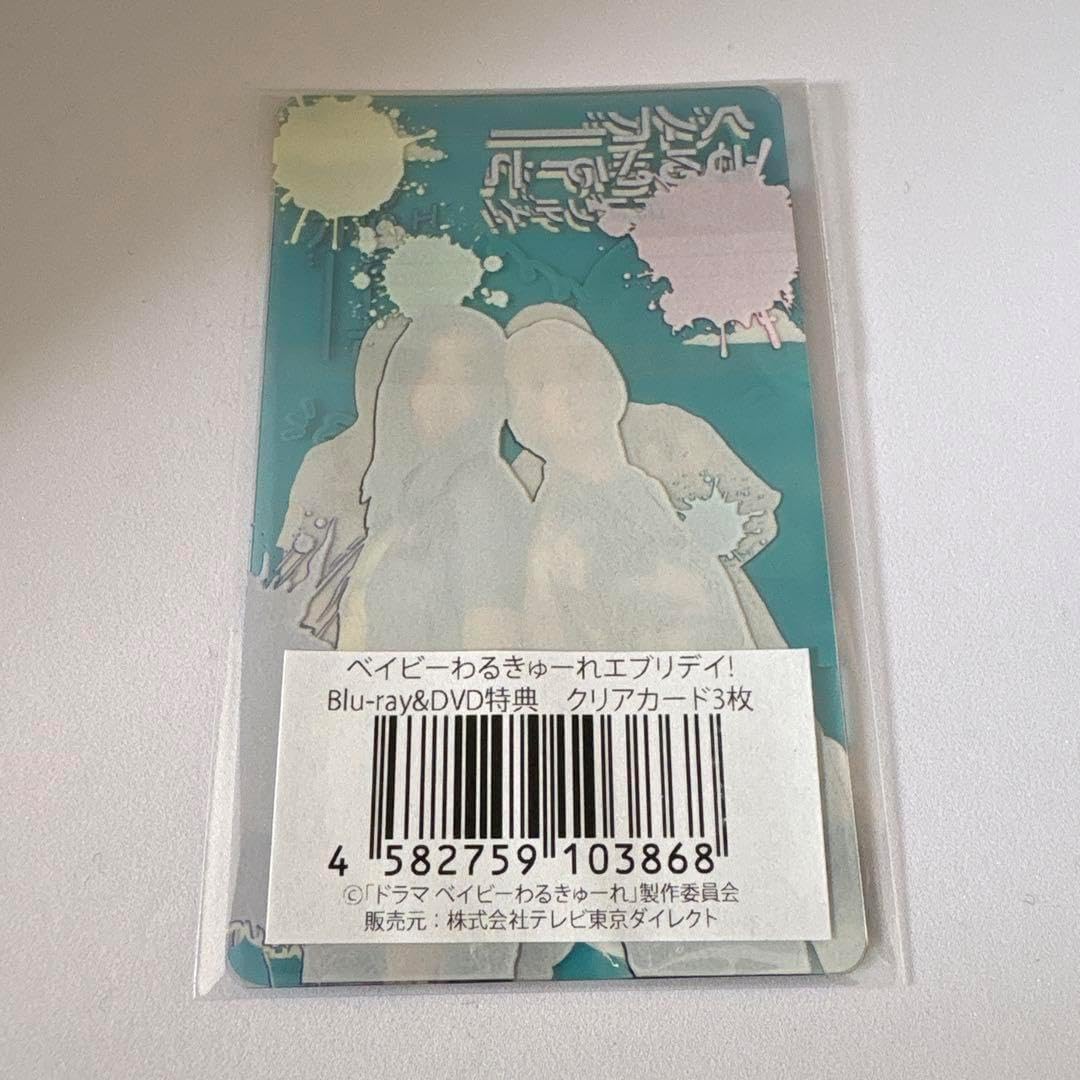 ベイビーわるきゅーれエブリデイ!
Blu-ray&DVD特典　クリアカード3枚
4 582759 103868
©「ドラマ ベイビーわるきゅーれ」製作委員会
販売元：株式会社テレビ東京ダイレクト